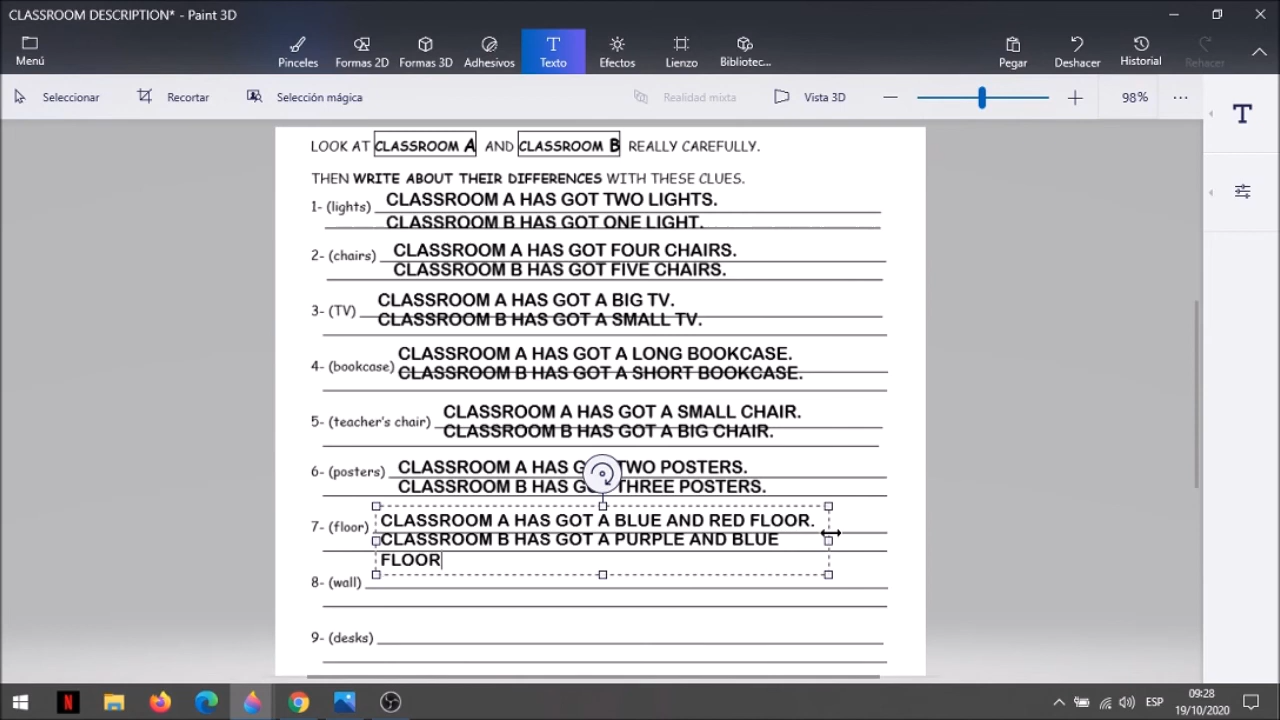 CLASSROOM DESCRIPTION* - Paint 3D
Menú
Pinceles
Formas 2D
Formas 3D
Adhesivos
Texto
Efectos
Lienzo
Bibliotec...
Pegar
Deshacer
Historial
Rehacer
Seleccionar
Recortar
Selección mágica
Realidad mixta
Vista 3D
98%
T
LOOK AT CLASSROOM A AND CLASSROOM B REALLY CAREFULLY.
THEN WRITE ABOUT THEIR DIFFERENCES WITH THESE CLUES.
1- (lights) CLASSROOM A HAS GOT TWO LIGHTS.
CLASSROOM B HAS GOT ONE LIGHT.
2- (chairs) CLASSROOM A HAS GOT FOUR CHAIRS.
CLASSROOM B HAS GOT FIVE CHAIRS.
3- (TV) CLASSROOM A HAS GOT A BIG TV.
CLASSROOM B HAS GOT A SMALL TV.
4- (bookcase) CLASSROOM A HAS GOT A LONG BOOKCASE.
CLASSROOM B HAS GOT A SHORT BOOKCASE.
5- (teacher's chair) CLASSROOM A HAS GOT A SMALL CHAIR.
CLASSROOM B HAS GOT A BIG CHAIR.
6- (posters) CLASSROOM A HAS TWO POSTERS.
CLASSROOM B HAS THREE POSTERS.
7- (floor) CLASSROOM A HAS GOT A BLUE AND RED FLOOR.
CLASSROOM B HAS GOT A PURPLE AND BLUE
FLOOR
8- (wall)
9- (desks)
N
ESP
09:28
19/10/2020